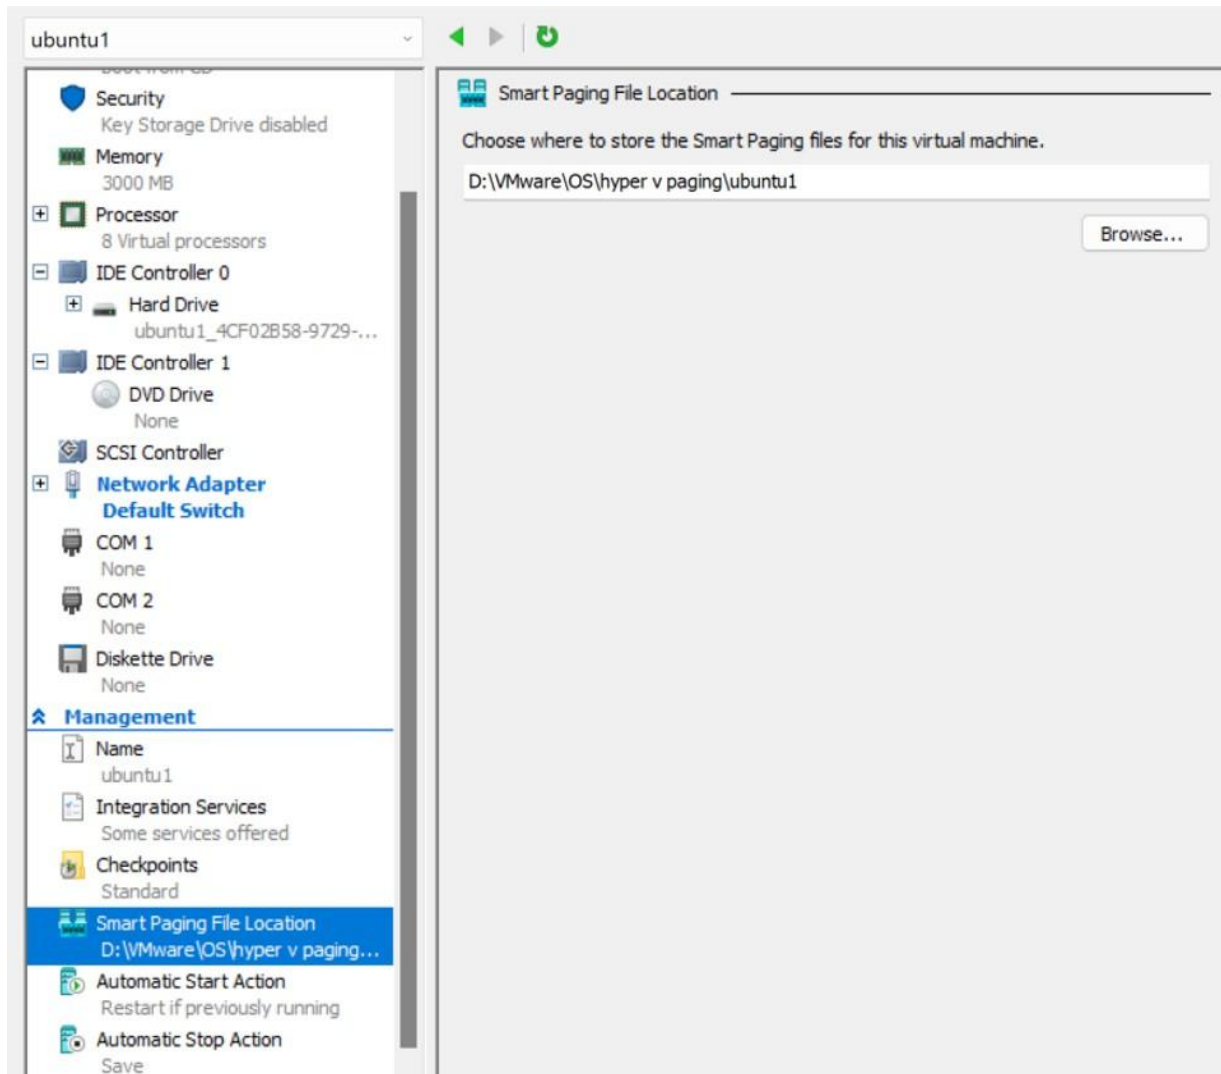 ubuntu1
Security
Key Storage Drive disabled
Memory
3000 MB
Processor
8 Virtual processors
IDE Controller 0
Hard Drive
ubuntu1_4CF02B58-9729-...
IDE Controller 1
DVD Drive
None
SCSI Controller
Network Adapter
Default Switch
COM 1
None
COM 2
None
Diskette Drive
None
Management
Name
ubuntu1
Integration Services
Some services offered
Checkpoints
Standard
Smart Paging File Location
D:\VMware\OS\hyper v paging...
Automatic Start Action
Restart if previously running
Automatic Stop Action
Save
Smart Paging File Location
Choose where to store the Smart Paging files for this virtual machine.
D:\VMware\OS\hyper v paging\ubuntu1
Browse...